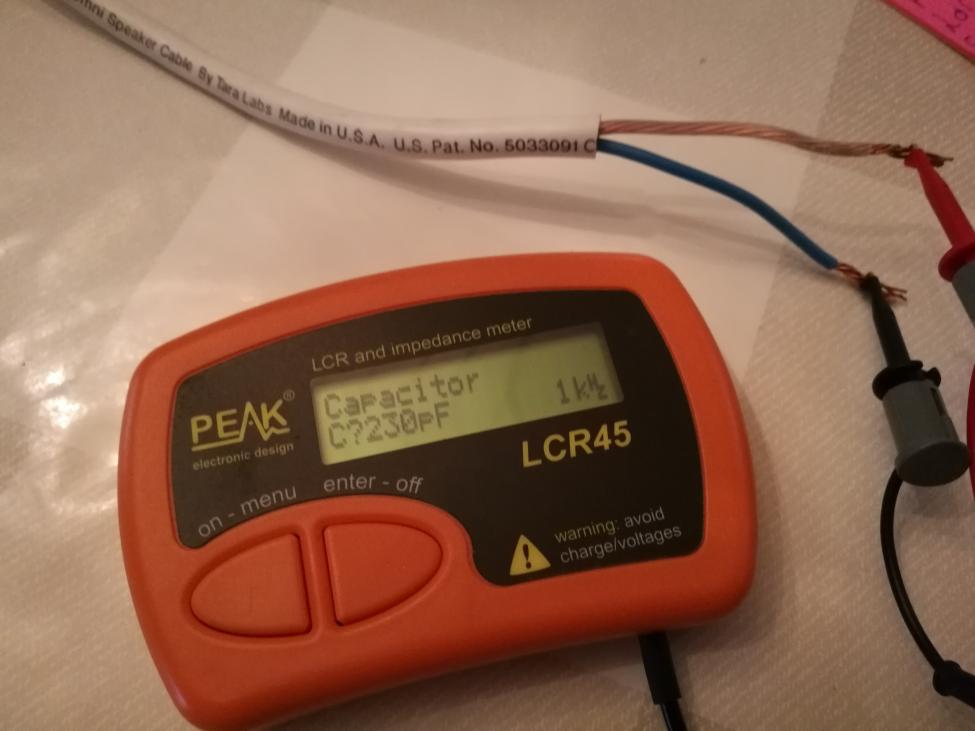 Omni Speaker Cable By Tara Labs Made in U.S.A. U.S. Pat. No. 5033091 C
LCR and impedance meter
Capacitor 1kHz
C?230pF
PEAK®
electronic design
LCR45
on - menu enter - off
warning: avoid
charge/voltages